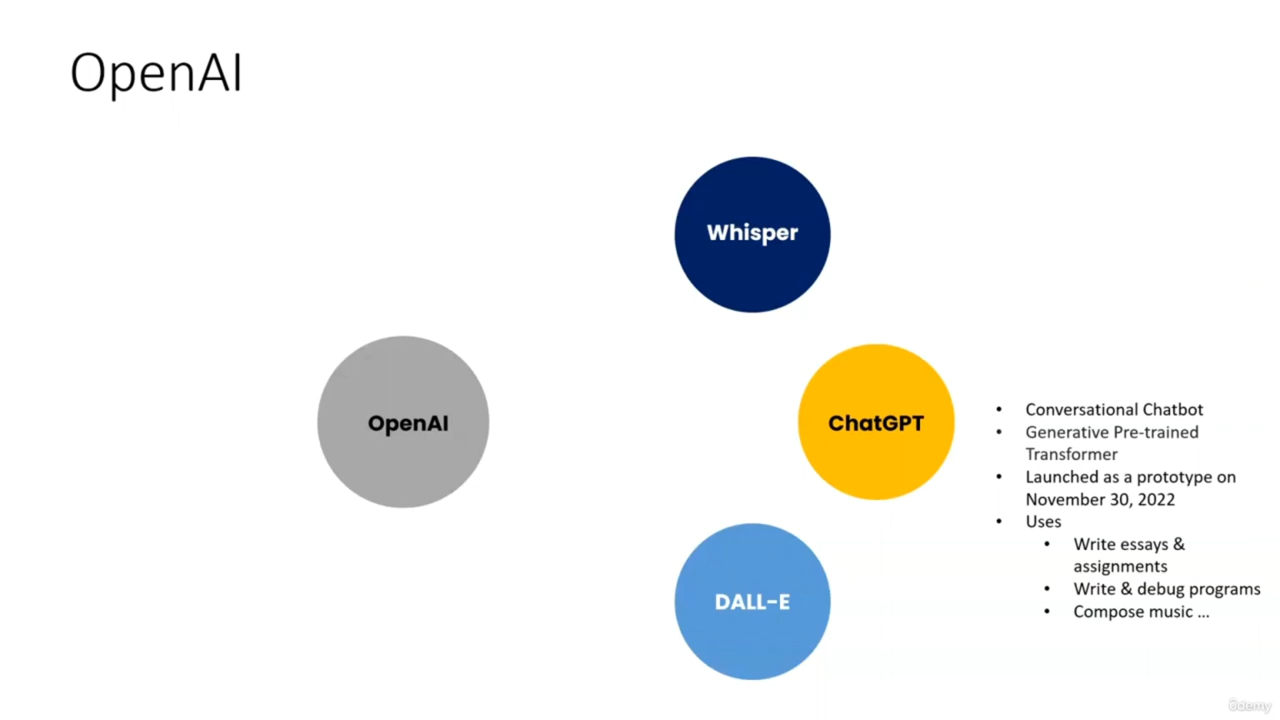 OpenAI
Whisper
OpenAI
ChatGPT
DALL-E
• Conversational Chatbot
• Generative Pre-trained
Transformer
• Launched as a prototype on
November 30, 2022
• Uses
• Write essays &
assignments
• Write & debug programs
• Compose music ...
ûdemy